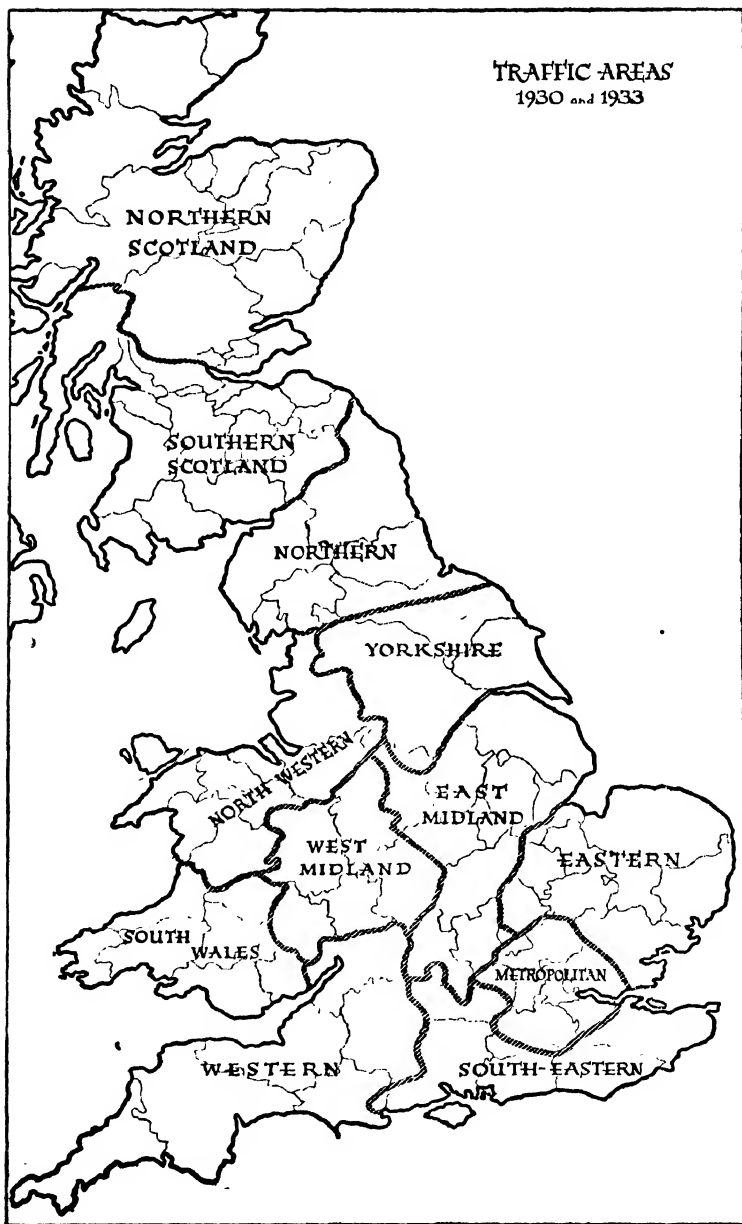 TRAFFIC AREAS
1930 and 1933
NORTHERN
SCOTLAND
SOUTHERN
SCOTLAND
NORTHERN
YORKSHIRE
NORTH WESTERN
EAST
MIDLAND
WEST
MIDLAND
EASTERN
SOUTH WALES
METROPOLITAN
WESTERN
SOUTH-EASTERN